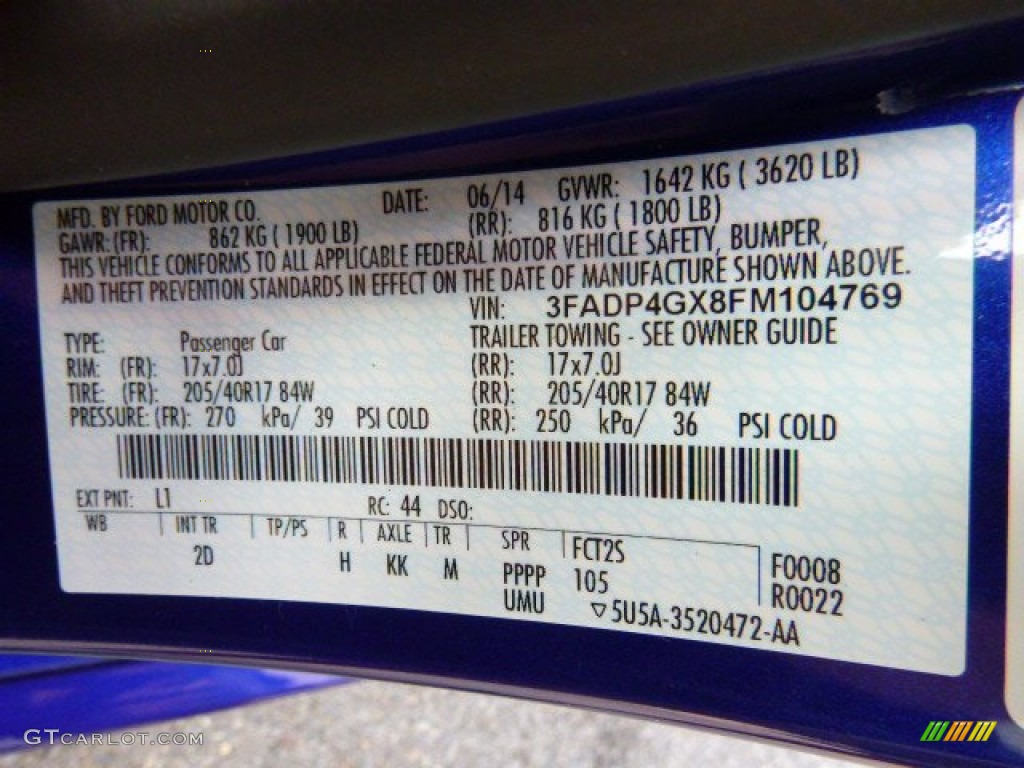 MFD. BY FORD MOTOR CO. DATE: 06/14 GVWR: 1642 KG ( 3620 LB)
GAWR: (FR): 862 KG ( 1900 LB) (RR): 816 KG ( 1800 LB)
THIS VEHICLE CONFORMS TO ALL APPLICABLE FEDERAL MOTOR VEHICLE SAFETY, BUMPER,
AND THEFT PREVENTION STANDARDS IN EFFECT ON THE DATE OF MANUFACTURE SHOWN ABOVE.
VIN: 3FADP4GX8FM104769
TYPE: Passenger Car TRAILER TOWING - SEE OWNER GUIDE
RIM: (FR): 17x7.0J (RR): 17x7.0J
TIRE: (FR): 205/40R17 84W (RR): 205/40R17 84W
PRESSURE: (FR): 270 kPa/ 39 PSI COLD (RR): 250 kPa/ 36 PSI COLD
EXT PNT: L1 RC: 44 DSO:
WB INT TR TP/PS R AXLE TR SPR FCT2S
2D H KK M PPPP 105 F0008
UMU ▽5U5A-3520472-AA R0022
GTCARLOT.COM